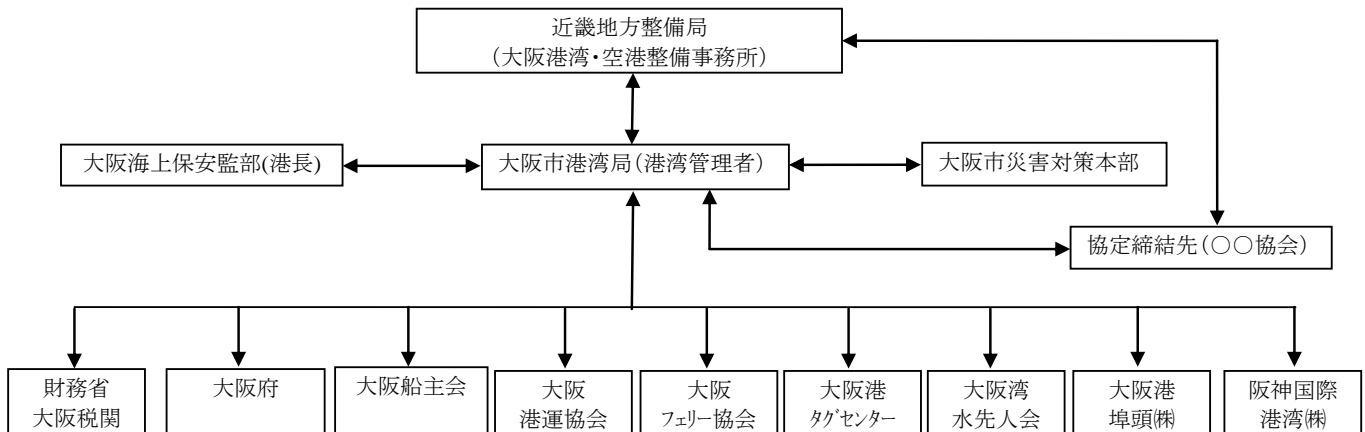 近畿地方整備局
(大阪港湾・空港整備事務所)
大阪海上保安監部(港長)
大阪市港湾局(港湾管理者)
大阪市災害対策本部
協定締結先(○○協会)
財務省
大阪税関
大阪府
大阪船主会
大阪
港運協会
大阪
フェリー協会
大阪港
タグセンター
大阪湾
水先人会
大阪港
埠頭㈱
阪神国際
港湾㈱